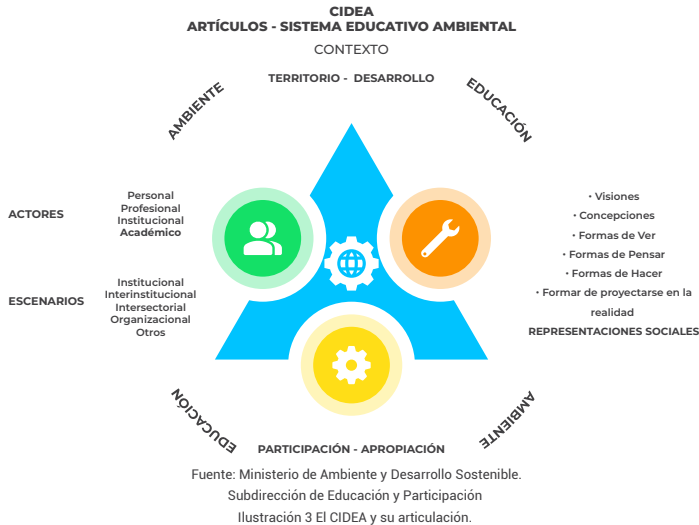 CIDEA
ARTÍCULOS - SISTEMA EDUCATIVO AMBIENTAL
CONTEXTO
TERRITORIO - DESARROLLO
AMBIENTE
EDUCACIÓN
ACTORES
Personal
Profesional
Institucional
Académico
ESCENARIOS
Institucional
Interinstitucional
Intersectorial
Organizacional
Otros
• Visiones
• Concepciones
• Formas de Ver
• Formas de Pensar
• Formas de Hacer
• Formar de proyectarse en la
realidad
REPRESENTACIONES SOCIALES
EDUCACIÓN
AMBIENTE
PARTICIPACIÓN - APROPIACIÓN
Fuente: Ministerio de Ambiente y Desarrollo Sostenible.
Subdirección de Educación y Participación
Ilustración 3 El CIDEA y su articulación.